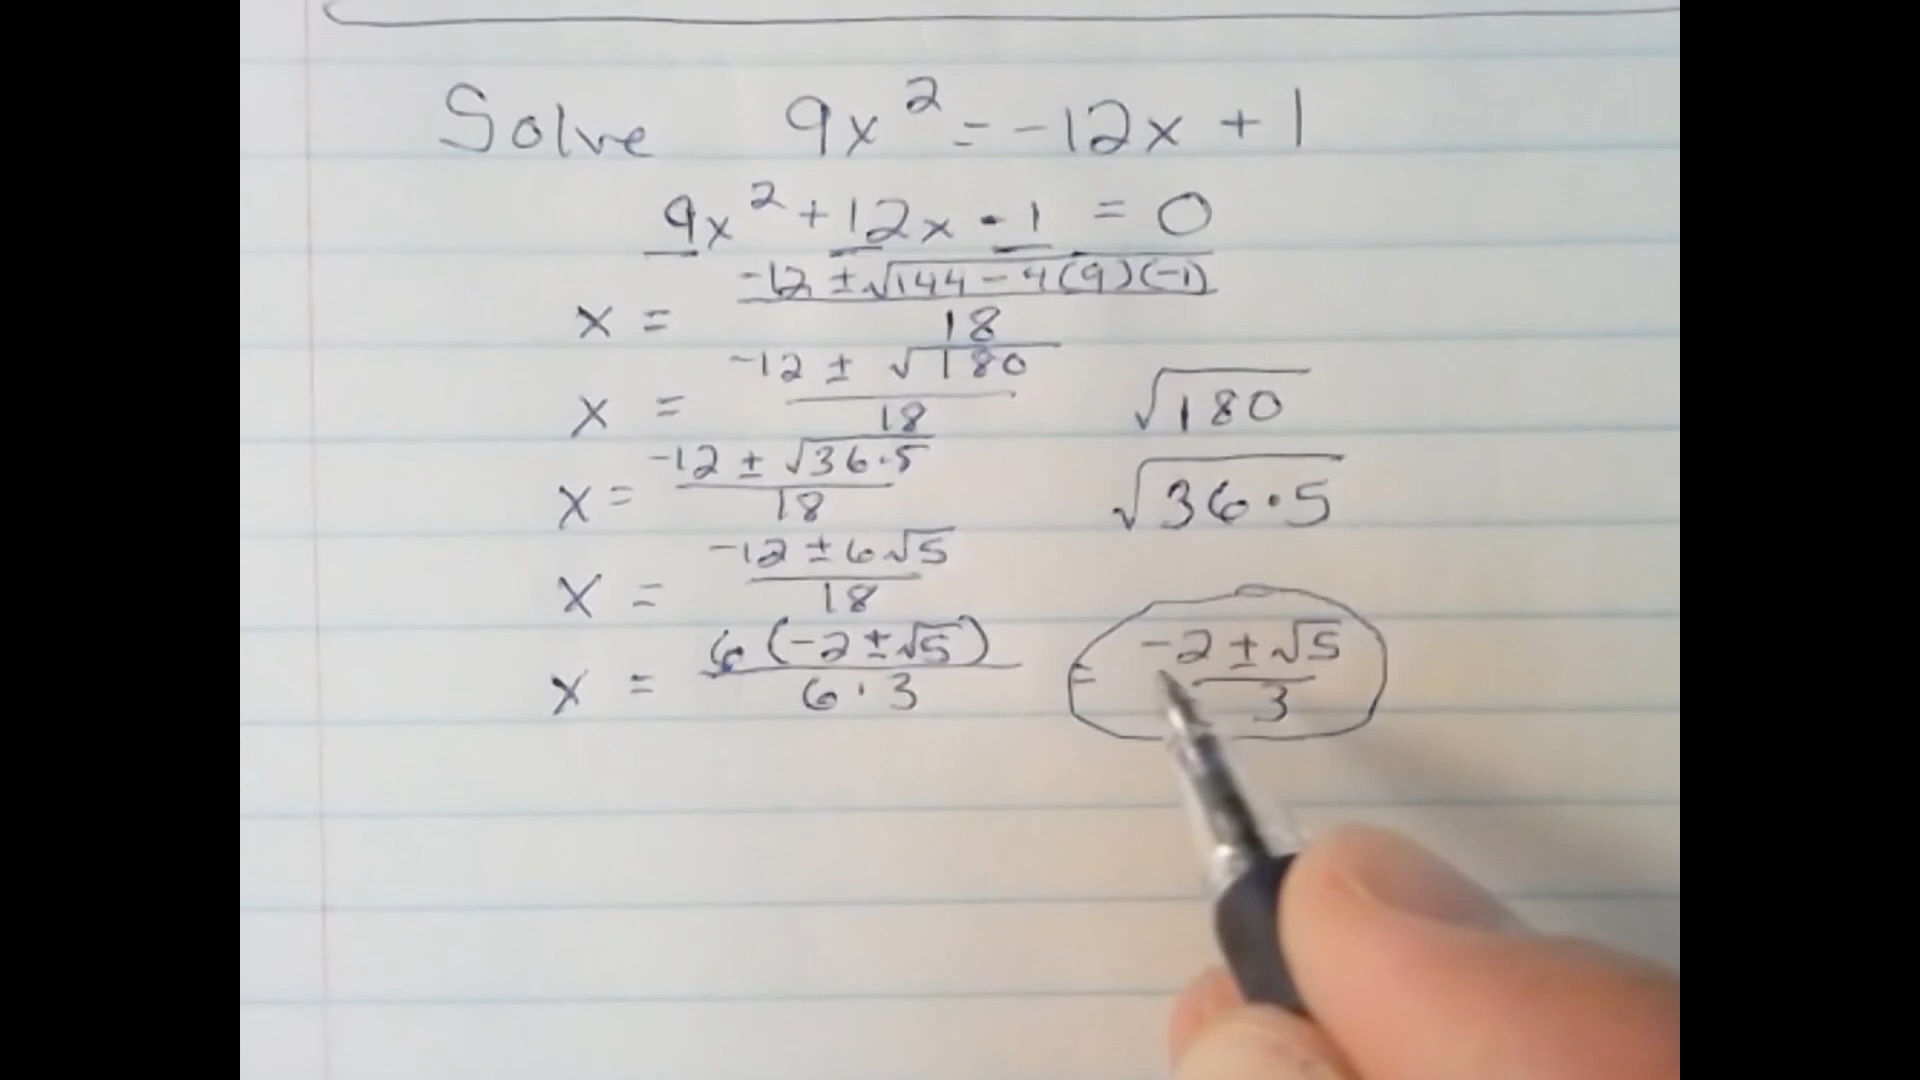 Solve 9x² = -12x + 1
9x² + 12x - 1 = 0
x = (-12 ± √(144 - 4(9)(-1))) / 18
x = (-12 ± √180) / 18
√180
x = (-12 ± √(36·5)) / 18
√(36·5)
x = (-12 ± 6√5) / 18
x = 6(-2 ± √5) / (6·3) = (-2 ± √5) / 3